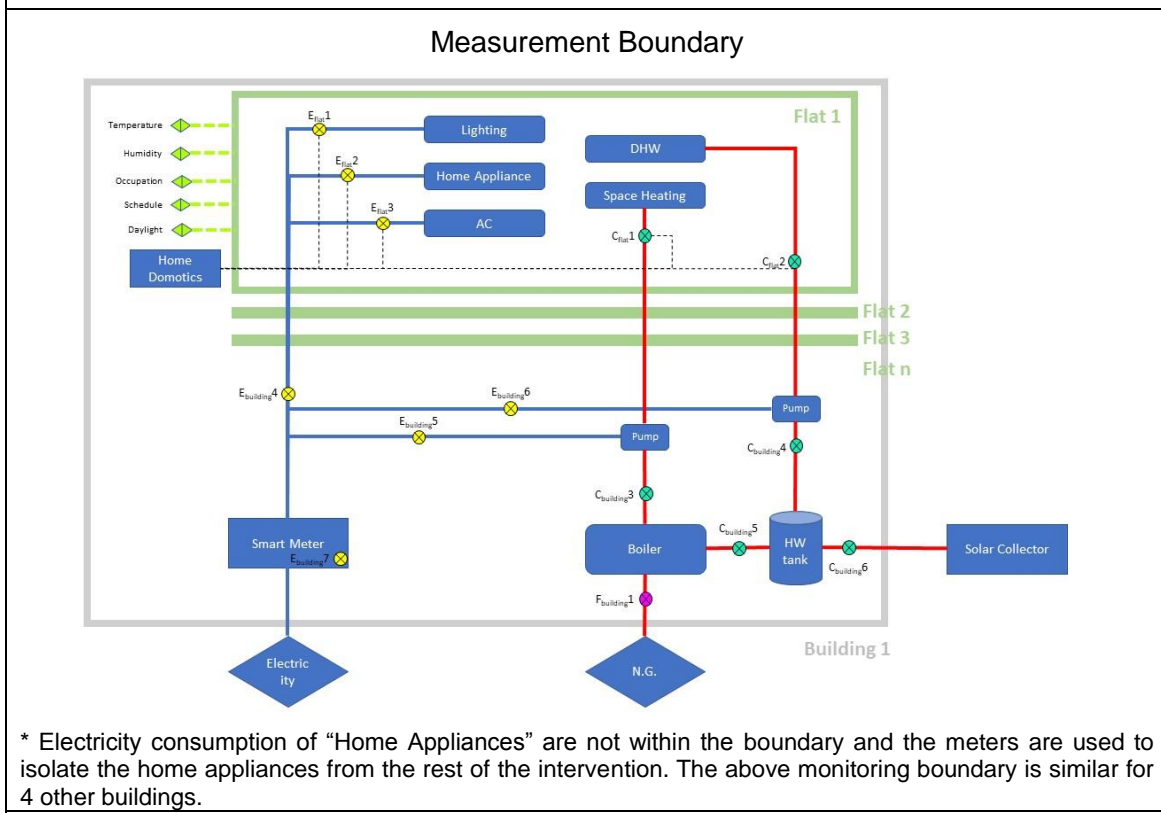 Measurement Boundary
Flat 1
Temperature
Humidity
Occupation
Schedule
Daylight
Home
Domotics
Eflat1
Lighting
Eflat2
Home Appliance
Eflat3
AC
DHW
Space Heating
Cflat1
Cflat2
Flat 2
Flat 3
Flat n
Ebuilding4
Ebuilding6
Pump
Ebuilding5
Pump
Cbuilding4
Cbuilding3
Smart Meter
Ebuilding7
Boiler
Cbuilding5
HW
tank
Cbuilding6
Solar Collector
Fbuilding1
Building 1
Electric
ity
N.G.
* Electricity consumption of “Home Appliances” are not within the boundary and the meters are used to
isolate the home appliances from the rest of the intervention. The above monitoring boundary is similar for
4 other buildings.